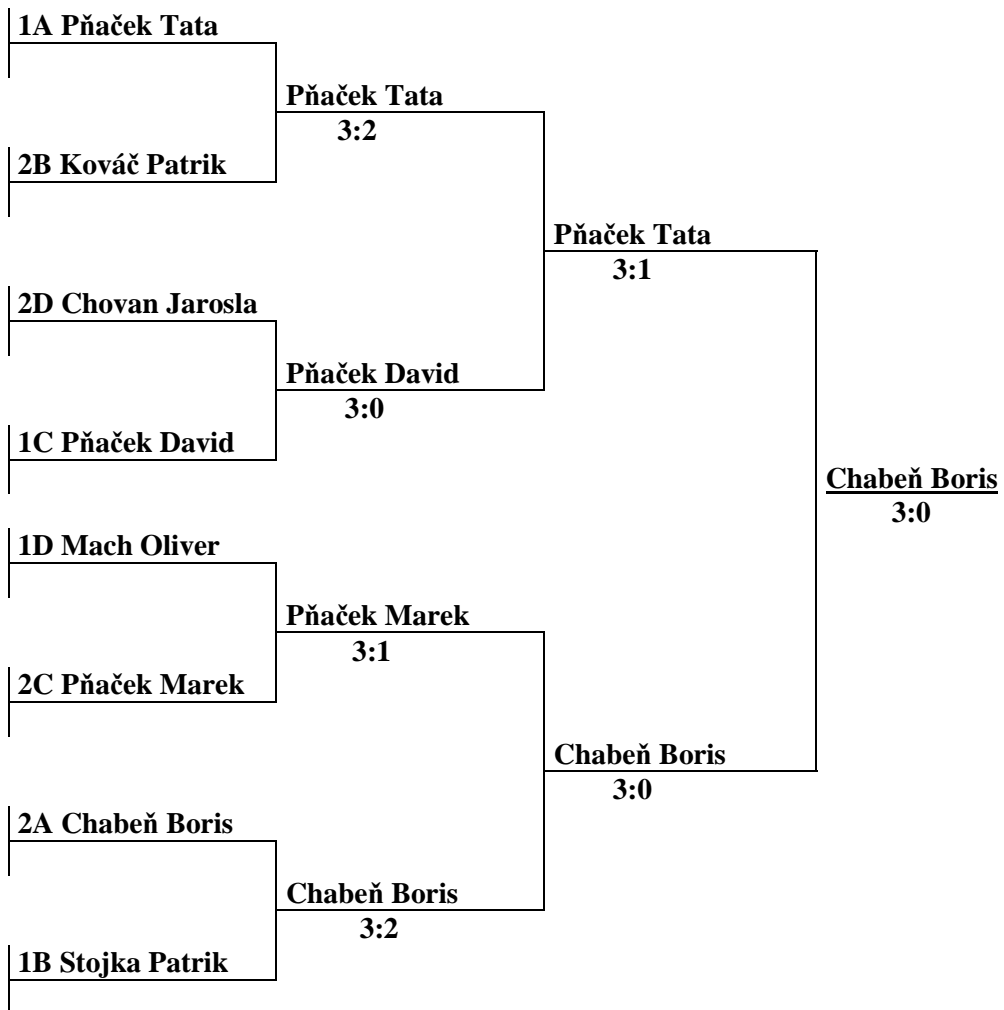 1A Pňaček Tata
Pňaček Tata
3:2
2B Kováč Patrik
Pňaček Tata
3:1
2D Chovan Jarosla
Pňaček David
3:0
1C Pňaček David
Chabeň Boris
3:0
1D Mach Oliver
Pňaček Marek
3:1
2C Pňaček Marek
Chabeň Boris
3:0
2A Chabeň Boris
Chabeň Boris
3:2
1B Stojka Patrik